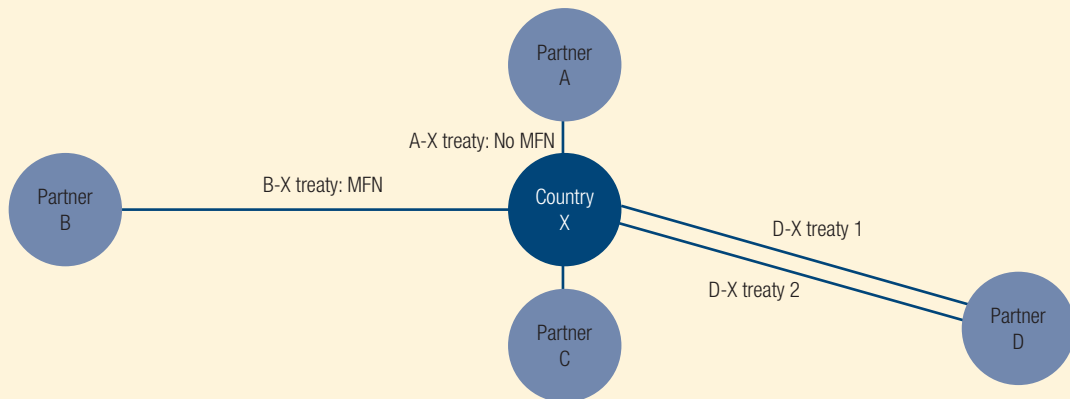 Partner
A
A-X treaty: No MFN
B-X treaty: MFN
Partner
B
Country
X
D-X treaty 1
D-X treaty 2
Partner
C
Partner
D